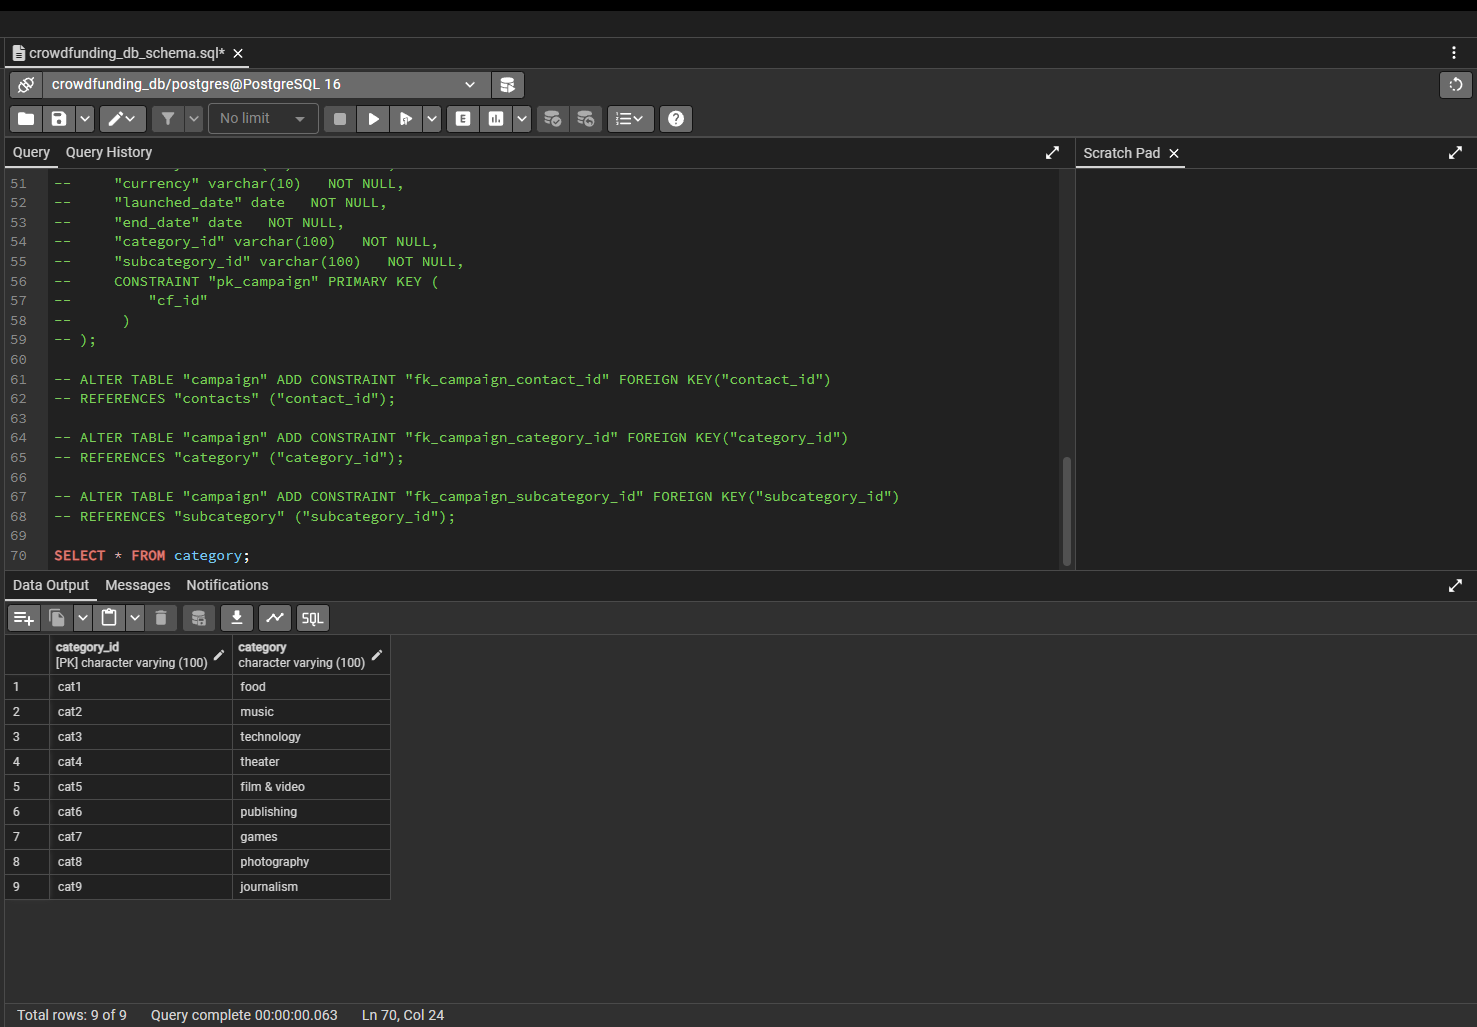 crowdfunding_db_schema.sql*
crowdfunding_db/postgres@PostgreSQL 16
No limit
E
Query Query History
Scratch Pad
51 -- "currency" varchar(10) NOT NULL,
52 -- "launched_date" date NOT NULL,
53 -- "end_date" date NOT NULL,
54 -- "category_id" varchar(100) NOT NULL,
55 -- "subcategory_id" varchar(100) NOT NULL,
56 -- CONSTRAINT "pk_campaign" PRIMARY KEY (
57 -- "cf_id"
58 -- )
59 -- );
60
61 -- ALTER TABLE "campaign" ADD CONSTRAINT "fk_campaign_contact_id" FOREIGN KEY("contact_id")
62 -- REFERENCES "contacts" ("contact_id");
63
64 -- ALTER TABLE "campaign" ADD CONSTRAINT "fk_campaign_category_id" FOREIGN KEY("category_id")
65 -- REFERENCES "category" ("category_id");
66
67 -- ALTER TABLE "campaign" ADD CONSTRAINT "fk_campaign_subcategory_id" FOREIGN KEY("subcategory_id")
68 -- REFERENCES "subcategory" ("subcategory_id");
69
70 SELECT * FROM category;
Data Output Messages Notifications
SQL
category_id category
[PK] character varying (100) character varying (100)
1 cat1 food
2 cat2 music
3 cat3 technology
4 cat4 theater
5 cat5 film & video
6 cat6 publishing
7 cat7 games
8 cat8 photography
9 cat9 journalism
Total rows: 9 of 9 Query complete 00:00:00.063 Ln 70, Col 24